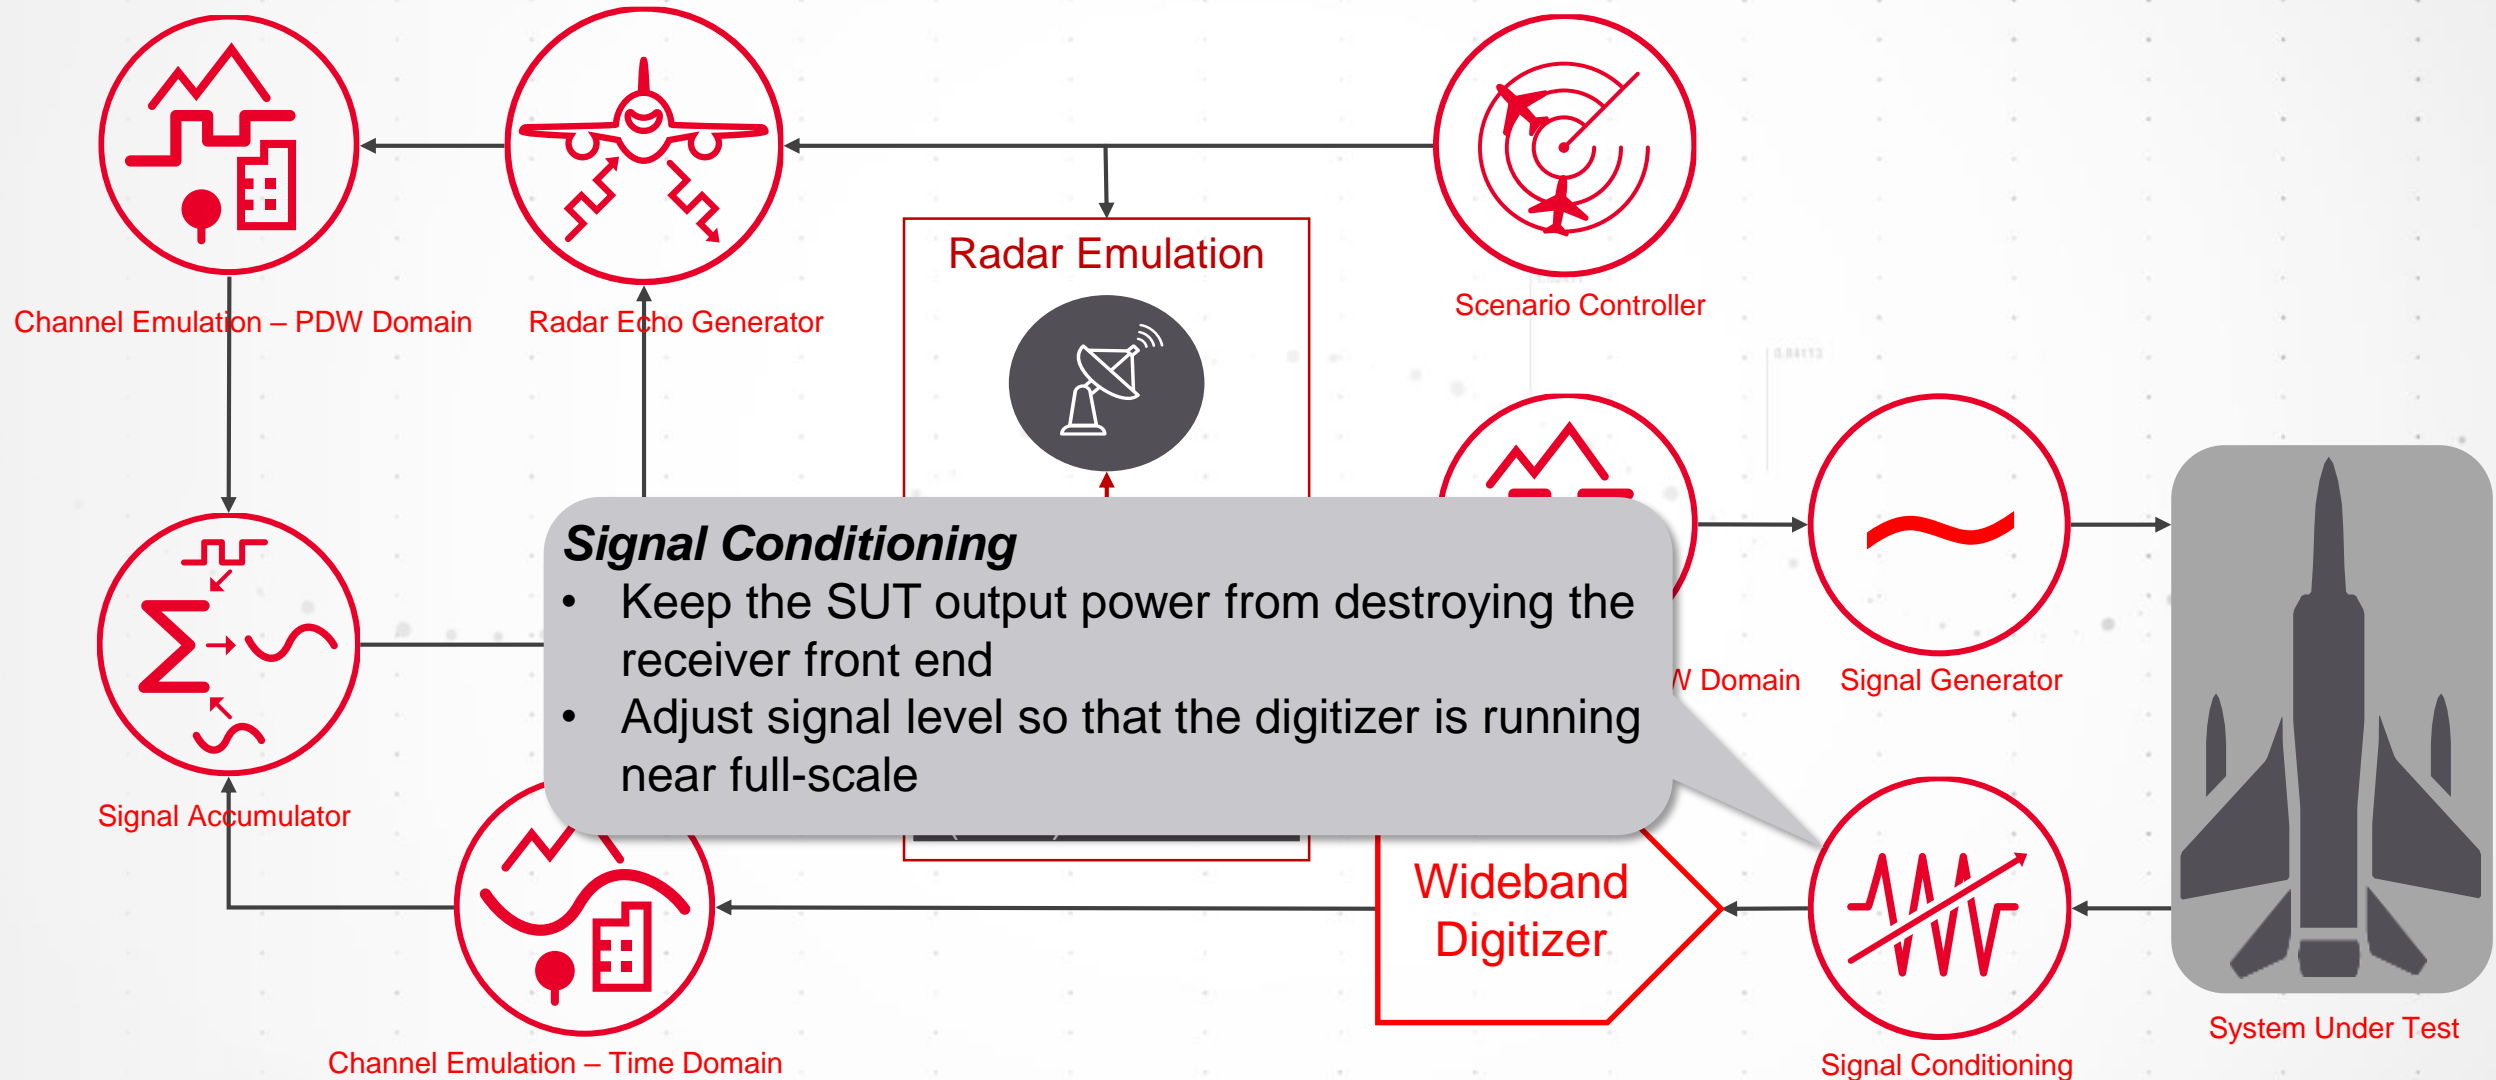 Radar Emulation
Scenario Controller
Channel Emulation – PDW Domain
Radar Echo Generator
0.84113
Signal Conditioning
• Keep the SUT output power from destroying the
receiver front end
• Adjust signal level so that the digitizer is running
near full-scale
Domain
Signal Generator
Signal Accumulator
Wideband
Digitizer
System Under Test
Channel Emulation – Time Domain
Signal Conditioning